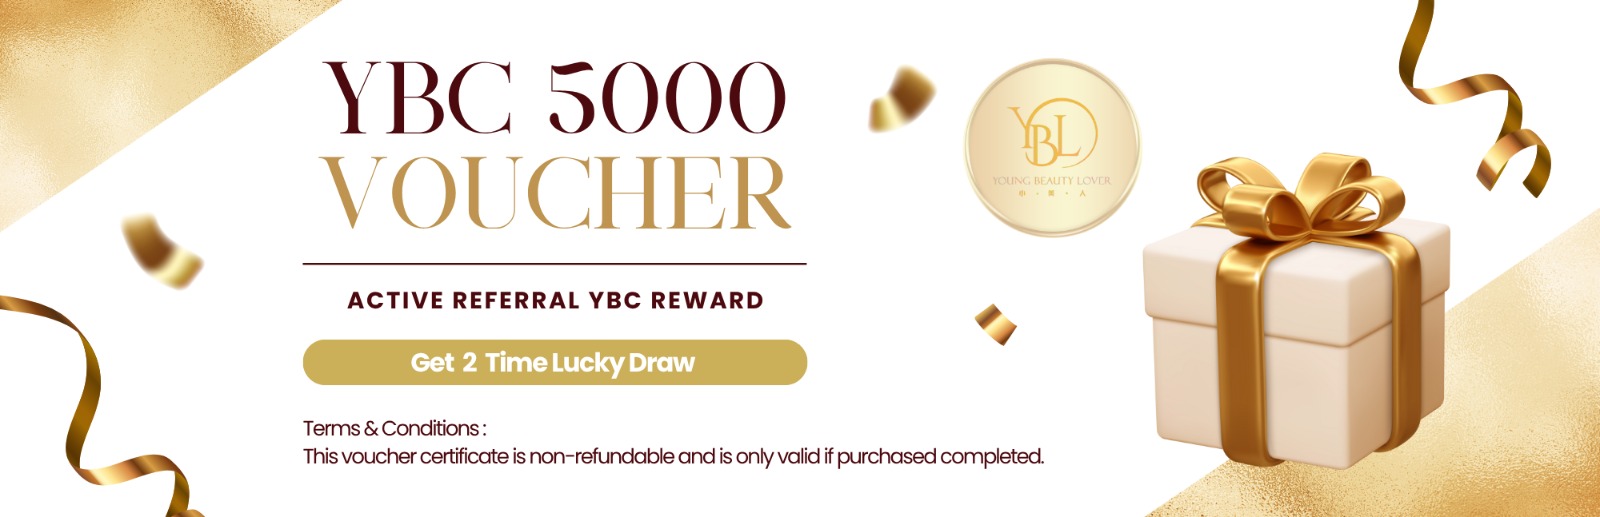 YBC 5000
VOUCHER
ACTIVE REFERRAL YBC REWARD
Get 2 Time Lucky Draw
Terms & Conditions :
This voucher certificate is non-refundable and is only valid if purchased completed.
YBL
YOUNG BEAUTY LOVER